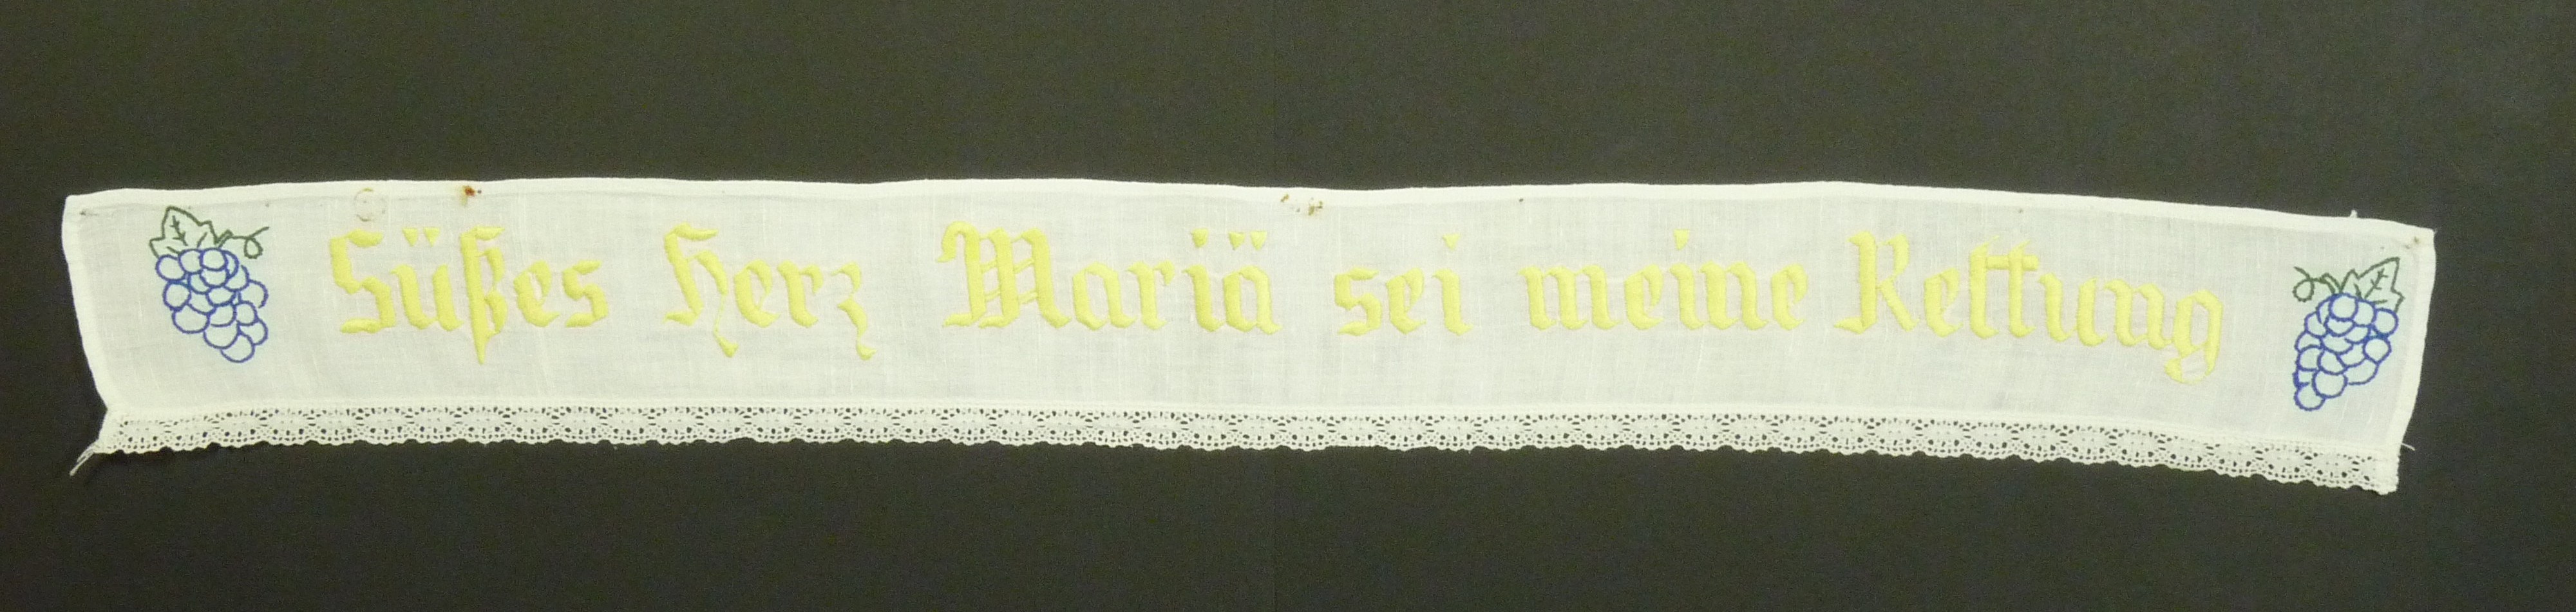 Süßes Herz Mariä sei meine Rettung